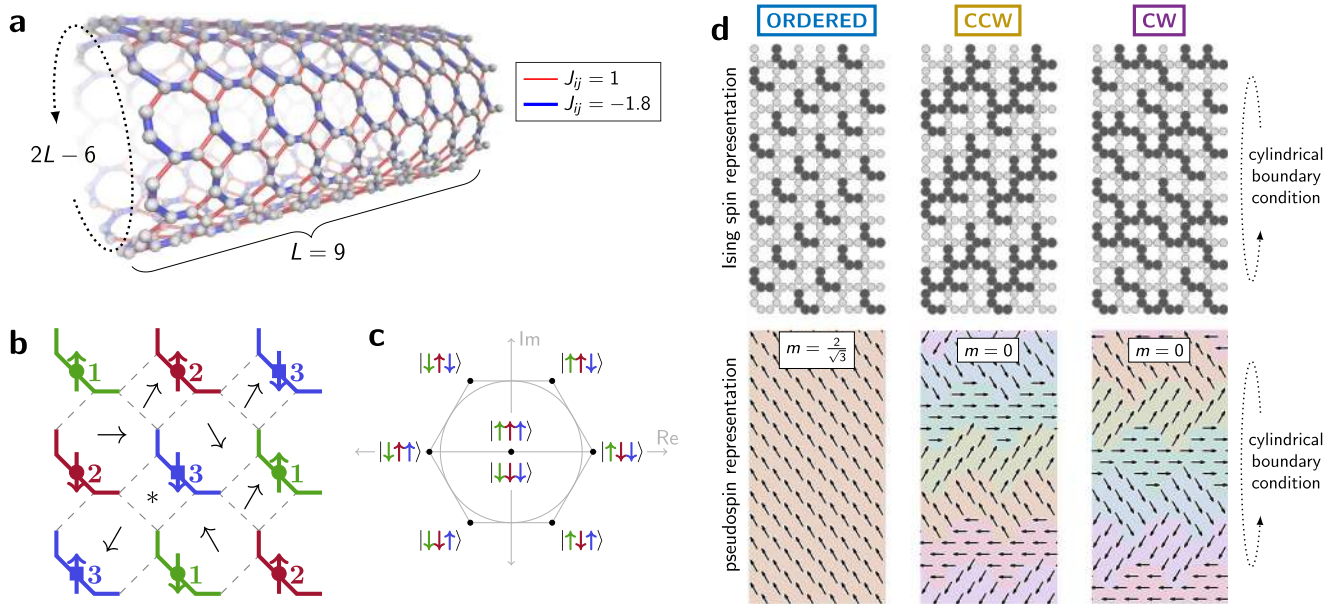 a
2L − 6
L = 9
J_ij = 1
J_ij = −1.8
b
1
2
3
2
3
1
*
3
1
2
c
Im
Re
|↓↑↓⟩
|↑↑↓⟩
|↓↑↑⟩
|↑↑↑⟩
|↓↓↓⟩
|↑↓↓⟩
|↓↓↑⟩
|↑↓↑⟩
d
ORDERED
CCW
CW
Ising spin representation
cylindrical
boundary
condition
pseudospin representation
m = 2/√3
m = 0
m = 0
cylindrical
boundary
condition